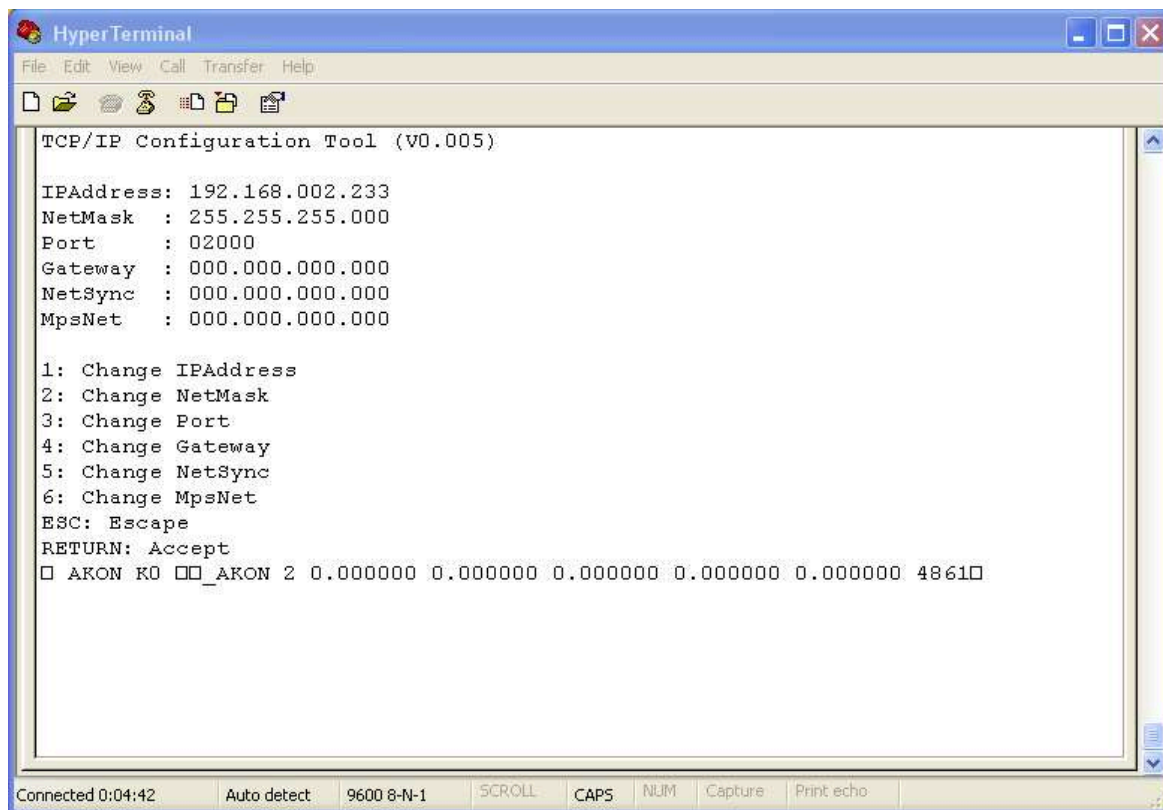 HyperTerminal
File Edit View Call Transfer Help
TCP/IP Configuration Tool (V0.005)
IPAddress: 192.168.002.233
NetMask  : 255.255.255.000
Port     : 02000
Gateway  : 000.000.000.000
NetSync  : 000.000.000.000
MpsNet   : 000.000.000.000
1: Change IPAddress
2: Change NetMask
3: Change Port
4: Change Gateway
5: Change NetSync
6: Change MpsNet
ESC: Escape
RETURN: Accept
□ AKON K0 □□_AKON 2 0.000000 0.000000 0.000000 0.000000 0.000000 4861□
Connected 0:04:42 Auto detect 9600 8-N-1 SCROLL CAPS NUM Capture Print echo